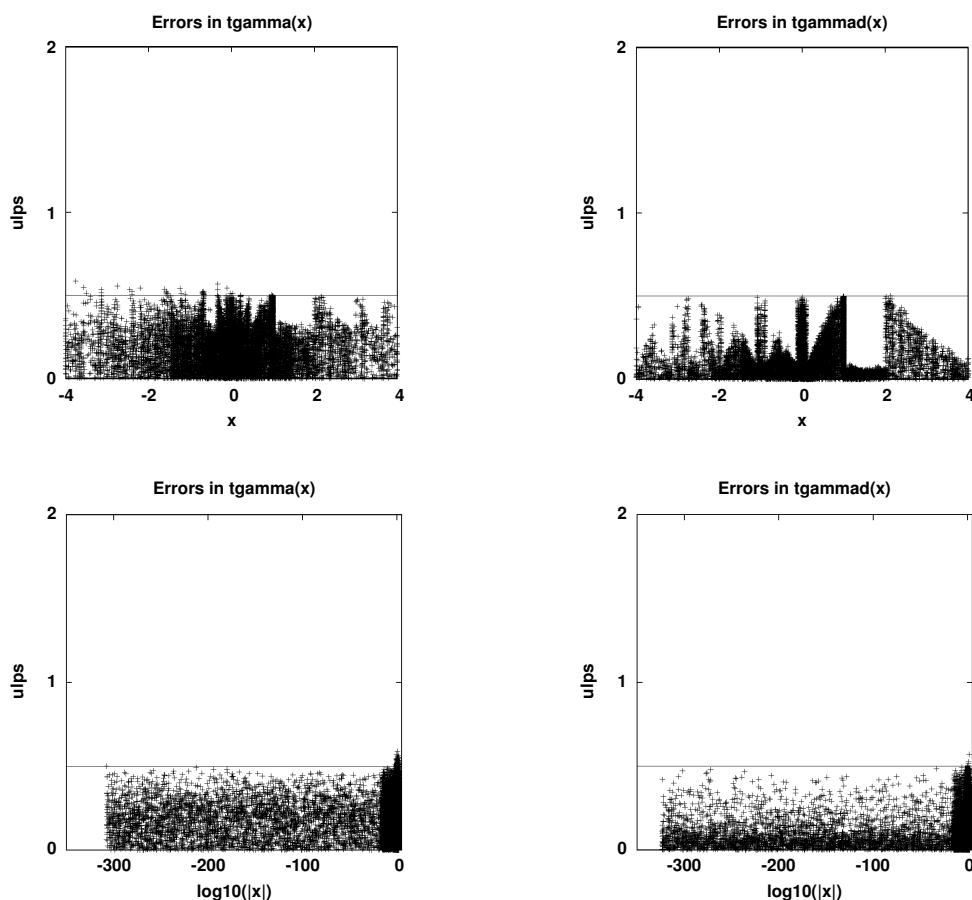 Errors in tgamma(x)
2
1
0
ulps
-4
-2
0
2
4
x
Errors in tgammad(x)
2
1
0
ulps
-4
-2
0
2
4
x
Errors in tgamma(x)
2
1
0
ulps
-300
-200
-100
0
log10(|x|)
Errors in tgammad(x)
2
1
0
ulps
-300
-200
-100
0
log10(|x|)